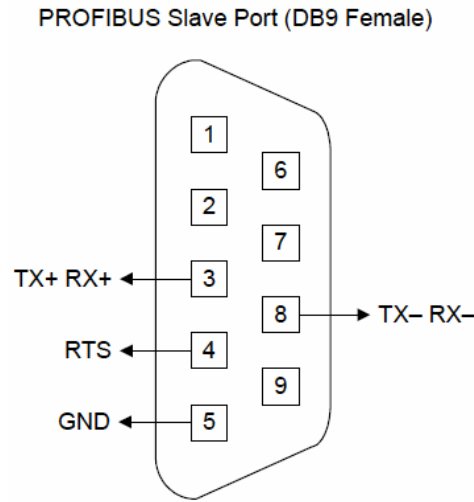 PROFIBUS Slave Port (DB9 Female)
1
6
2
7
TX+ RX+ 3
8 TX– RX–
RTS 4
9
GND 5